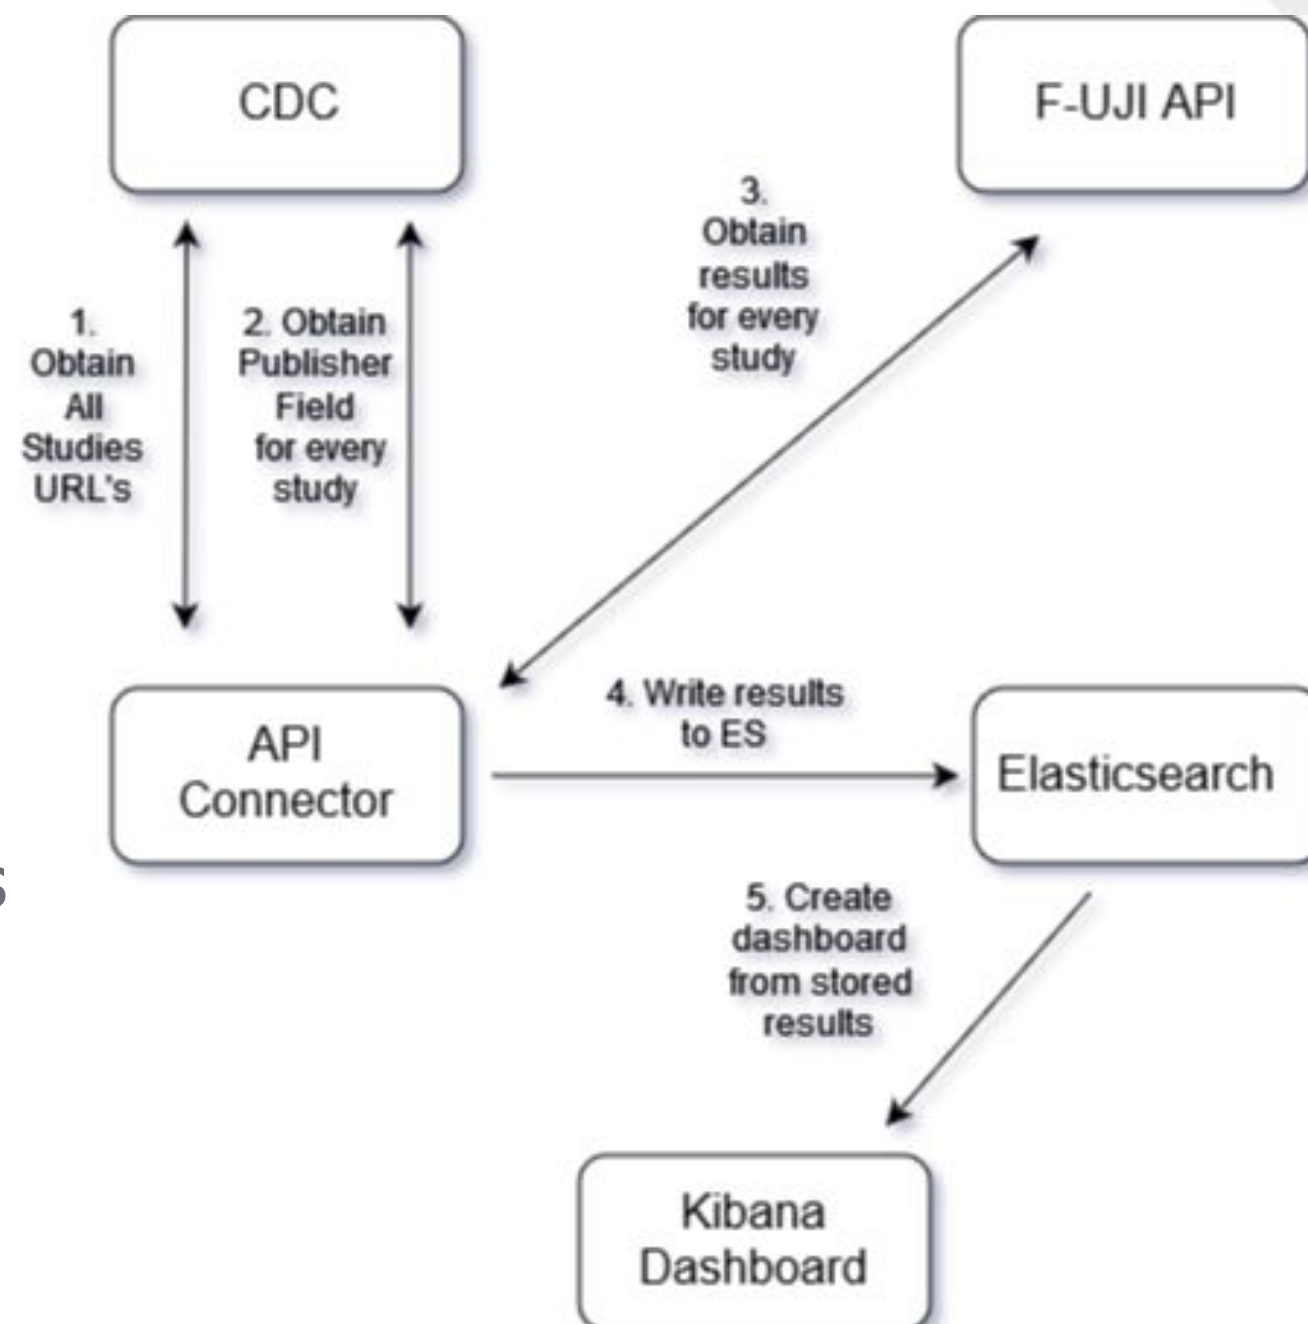 CDC
F-UJI API
1.
Obtain
All
Studies
URL's
2. Obtain
Publisher
Field
for every
study
3.
Obtain
results
for every
study
API
Connector
4. Write results
to ES
Elasticsearch
s
5. Create
dashboard
from stored
results
Kibana
Dashboard